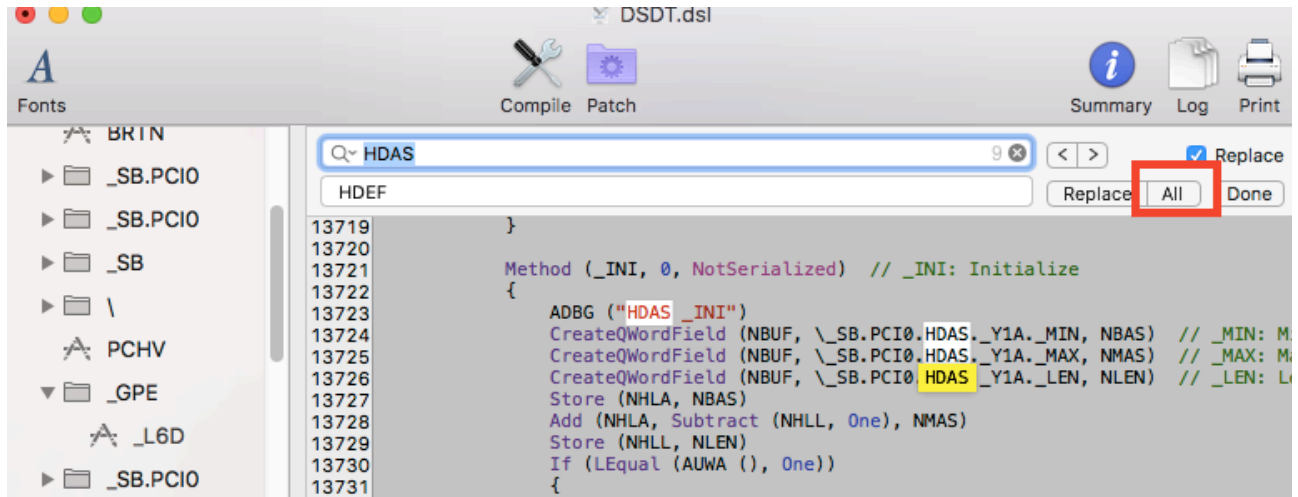 DSDT.dsl
Fonts
Compile Patch
Summary Log Print
BRTN
_SB.PCI0
_SB.PCI0
_SB
\
PCHV
_GPE
_L6D
_SB.PCI0
HDAS 9 < > Replace
HDEF Replace All Done
13719 }
13720
13721 Method (_INI, 0, NotSerialized) // _INI: Initialize
13722 {
13723 ADBG ("HDAS _INI")
13724 CreateQWordField (NBUF, \_SB.PCI0.HDAS._Y1A._MIN, NBAS) // _MIN: Mi
13725 CreateQWordField (NBUF, \_SB.PCI0.HDAS._Y1A._MAX, NMAS) // _MAX: Ma
13726 CreateQWordField (NBUF, \_SB.PCI0.HDAS._Y1A._LEN, NLEN) // _LEN: Le
13727 Store (NHLA, NBAS)
13728 Add (NHLA, Subtract (NHLL, One), NMAS)
13729 Store (NHLL, NLEN)
13730 If (LEqual (AUWA (), One))
13731 {